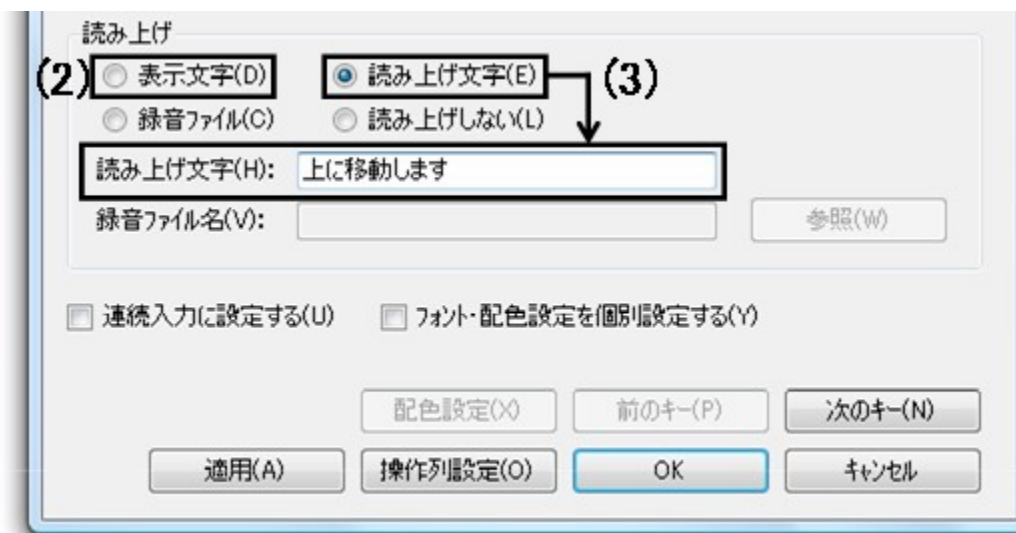 読み上げ
(2) 表示文字(D) 読み上げ文字(E) (3)
録音ファイル(C) 読み上げしない(L)
読み上げ文字(H): 上に移動します
録音ファイル名(V): 参照(W)
連続入力に設定する(U) フォント・配色設定を個別設定する(Y)
配色設定(X) 前のキー(P) 次のキー(N)
適用(A) 操作列設定(O) OK キャンセル